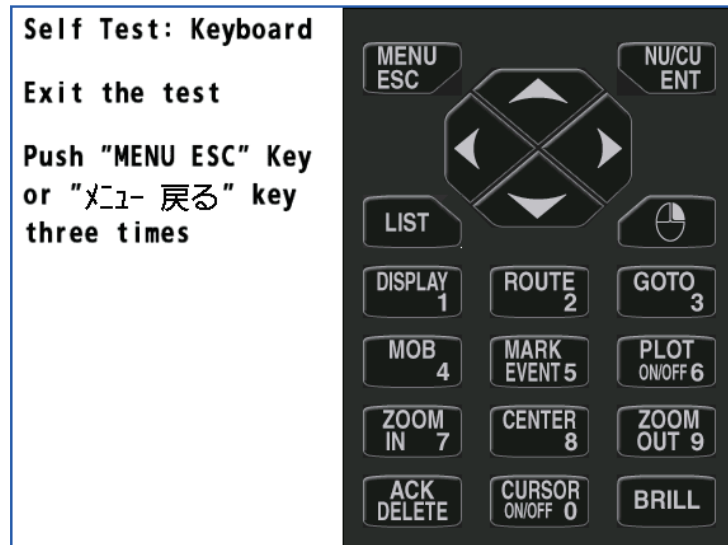 Self Test: Keyboard
Exit the test
Push "MENU ESC" Key
or "メニュー 戻る" key
three times
MENU
ESC
NU/CU
ENT
LIST
DISPLAY
1
ROUTE
2
GOTO
3
MOB
4
MARK
EVENT 5
PLOT
ON/OFF 6
ZOOM
IN 7
CENTER
8
ZOOM
OUT 9
ACK
DELETE
CURSOR
ON/OFF 0
BRILL